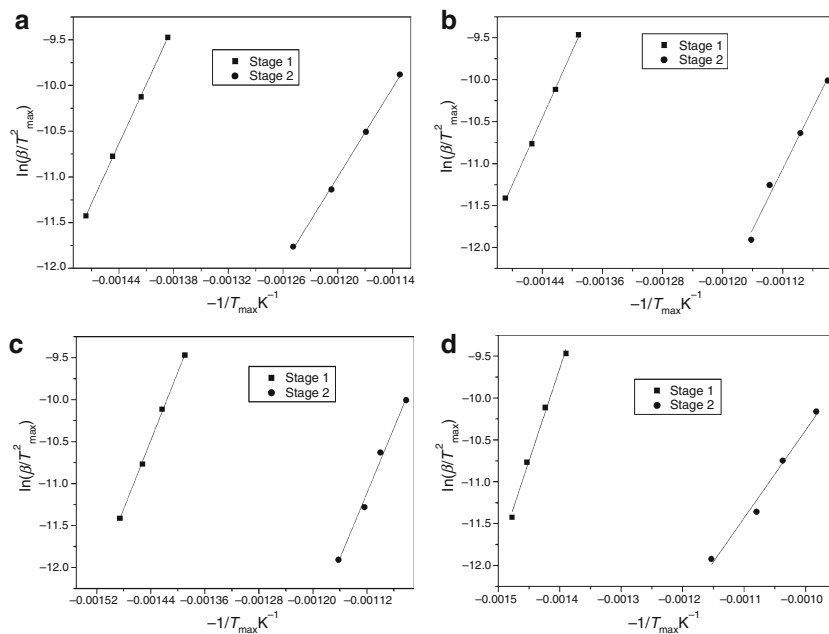 a
−9.5
−10.0
−10.5
−11.0
−11.5
−12.0
ln(β/T²max)
Stage 1
Stage 2
−0.00144 −0.00138 −0.00132 −0.00126 −0.00120 −0.00114
−1/TmaxK⁻¹
b
−9.5
−10.0
−10.5
−11.0
−11.5
−12.0
ln(β/T²max)
Stage 1
Stage 2
−0.00144 −0.00136 −0.00128 −0.00120 −0.00112
−1/TmaxK⁻¹
c
−9.5
−10.0
−10.5
−11.0
−11.5
−12.0
ln(β/T²max)
Stage 1
Stage 2
−0.00152 −0.00144 −0.00136 −0.00128 −0.00120 −0.00112
−1/TmaxK⁻¹
d
−9.5
−10.0
−10.5
−11.0
−11.5
−12.0
ln(β/T²max)
Stage 1
Stage 2
−0.0015 −0.0014 −0.0013 −0.0012 −0.0011 −0.0010
−1/TmaxK⁻¹